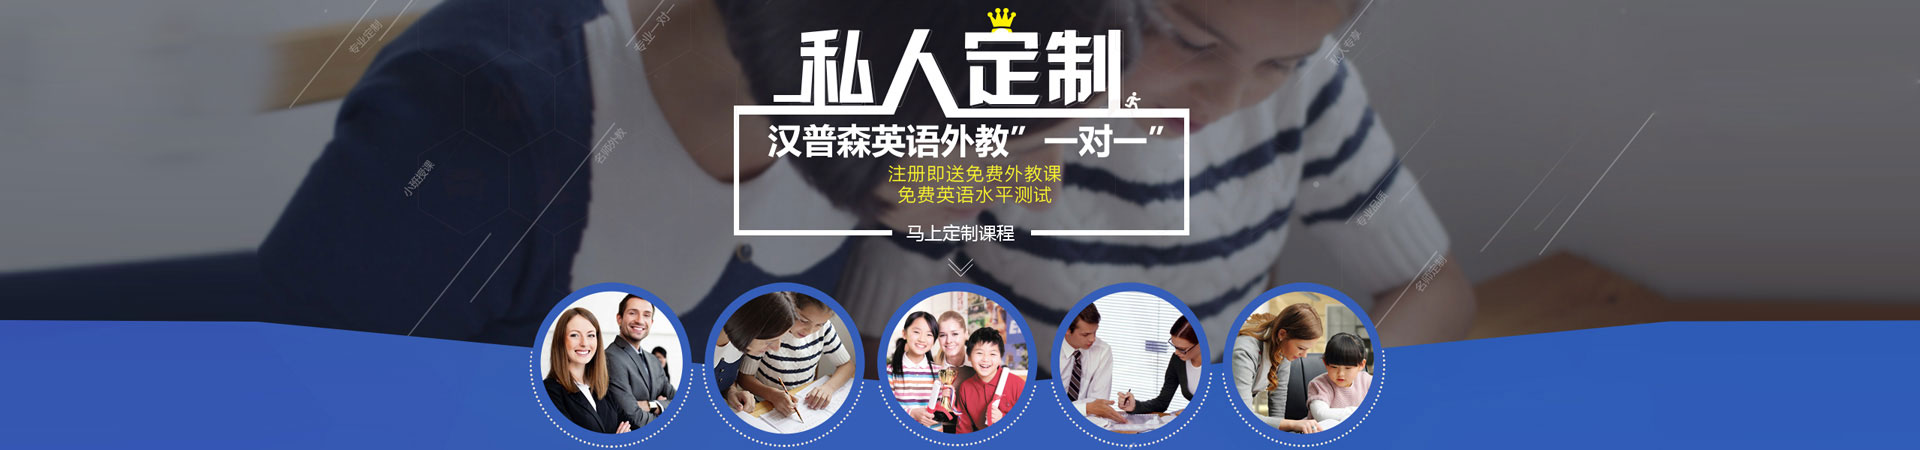 私人定制
汉普森英语外教”一对一”
注册即送免费外教课
免费英语水平测试
马上定制课程
专业定制
专业一对一
私人专享
名师外教
小班授课
专业品质
名师定制